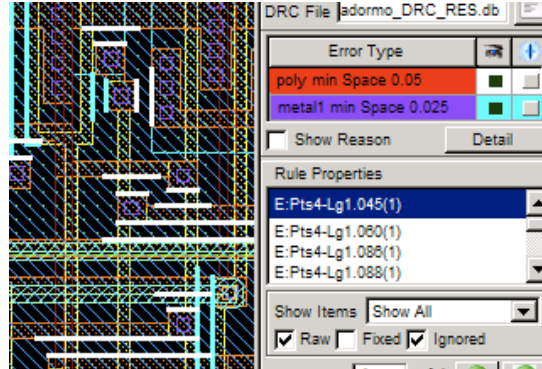 DRC File adormo_DRC_RES.db
Error Type
poly min Space 0.05
metal1 min Space 0.025
Show Reason Detail
Rule Properties
E:Pts4-Lg1.045(1)
E:Pts4-Lg1.060(1)
E:Pts4-Lg1.086(1)
E:Pts4-Lg1.088(1)
Show Items Show All
Raw Fixed Ignored